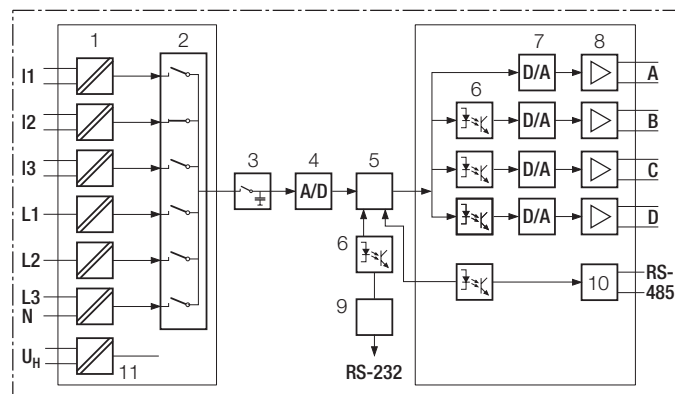 1 2 7 8
I1 D/A A
6
I2 D/A B
3 4 5
I3 D/A C
A/D
L1 D/A D
6
L2
L3 RS-
N 9 10 485
U_H 11 RS-232